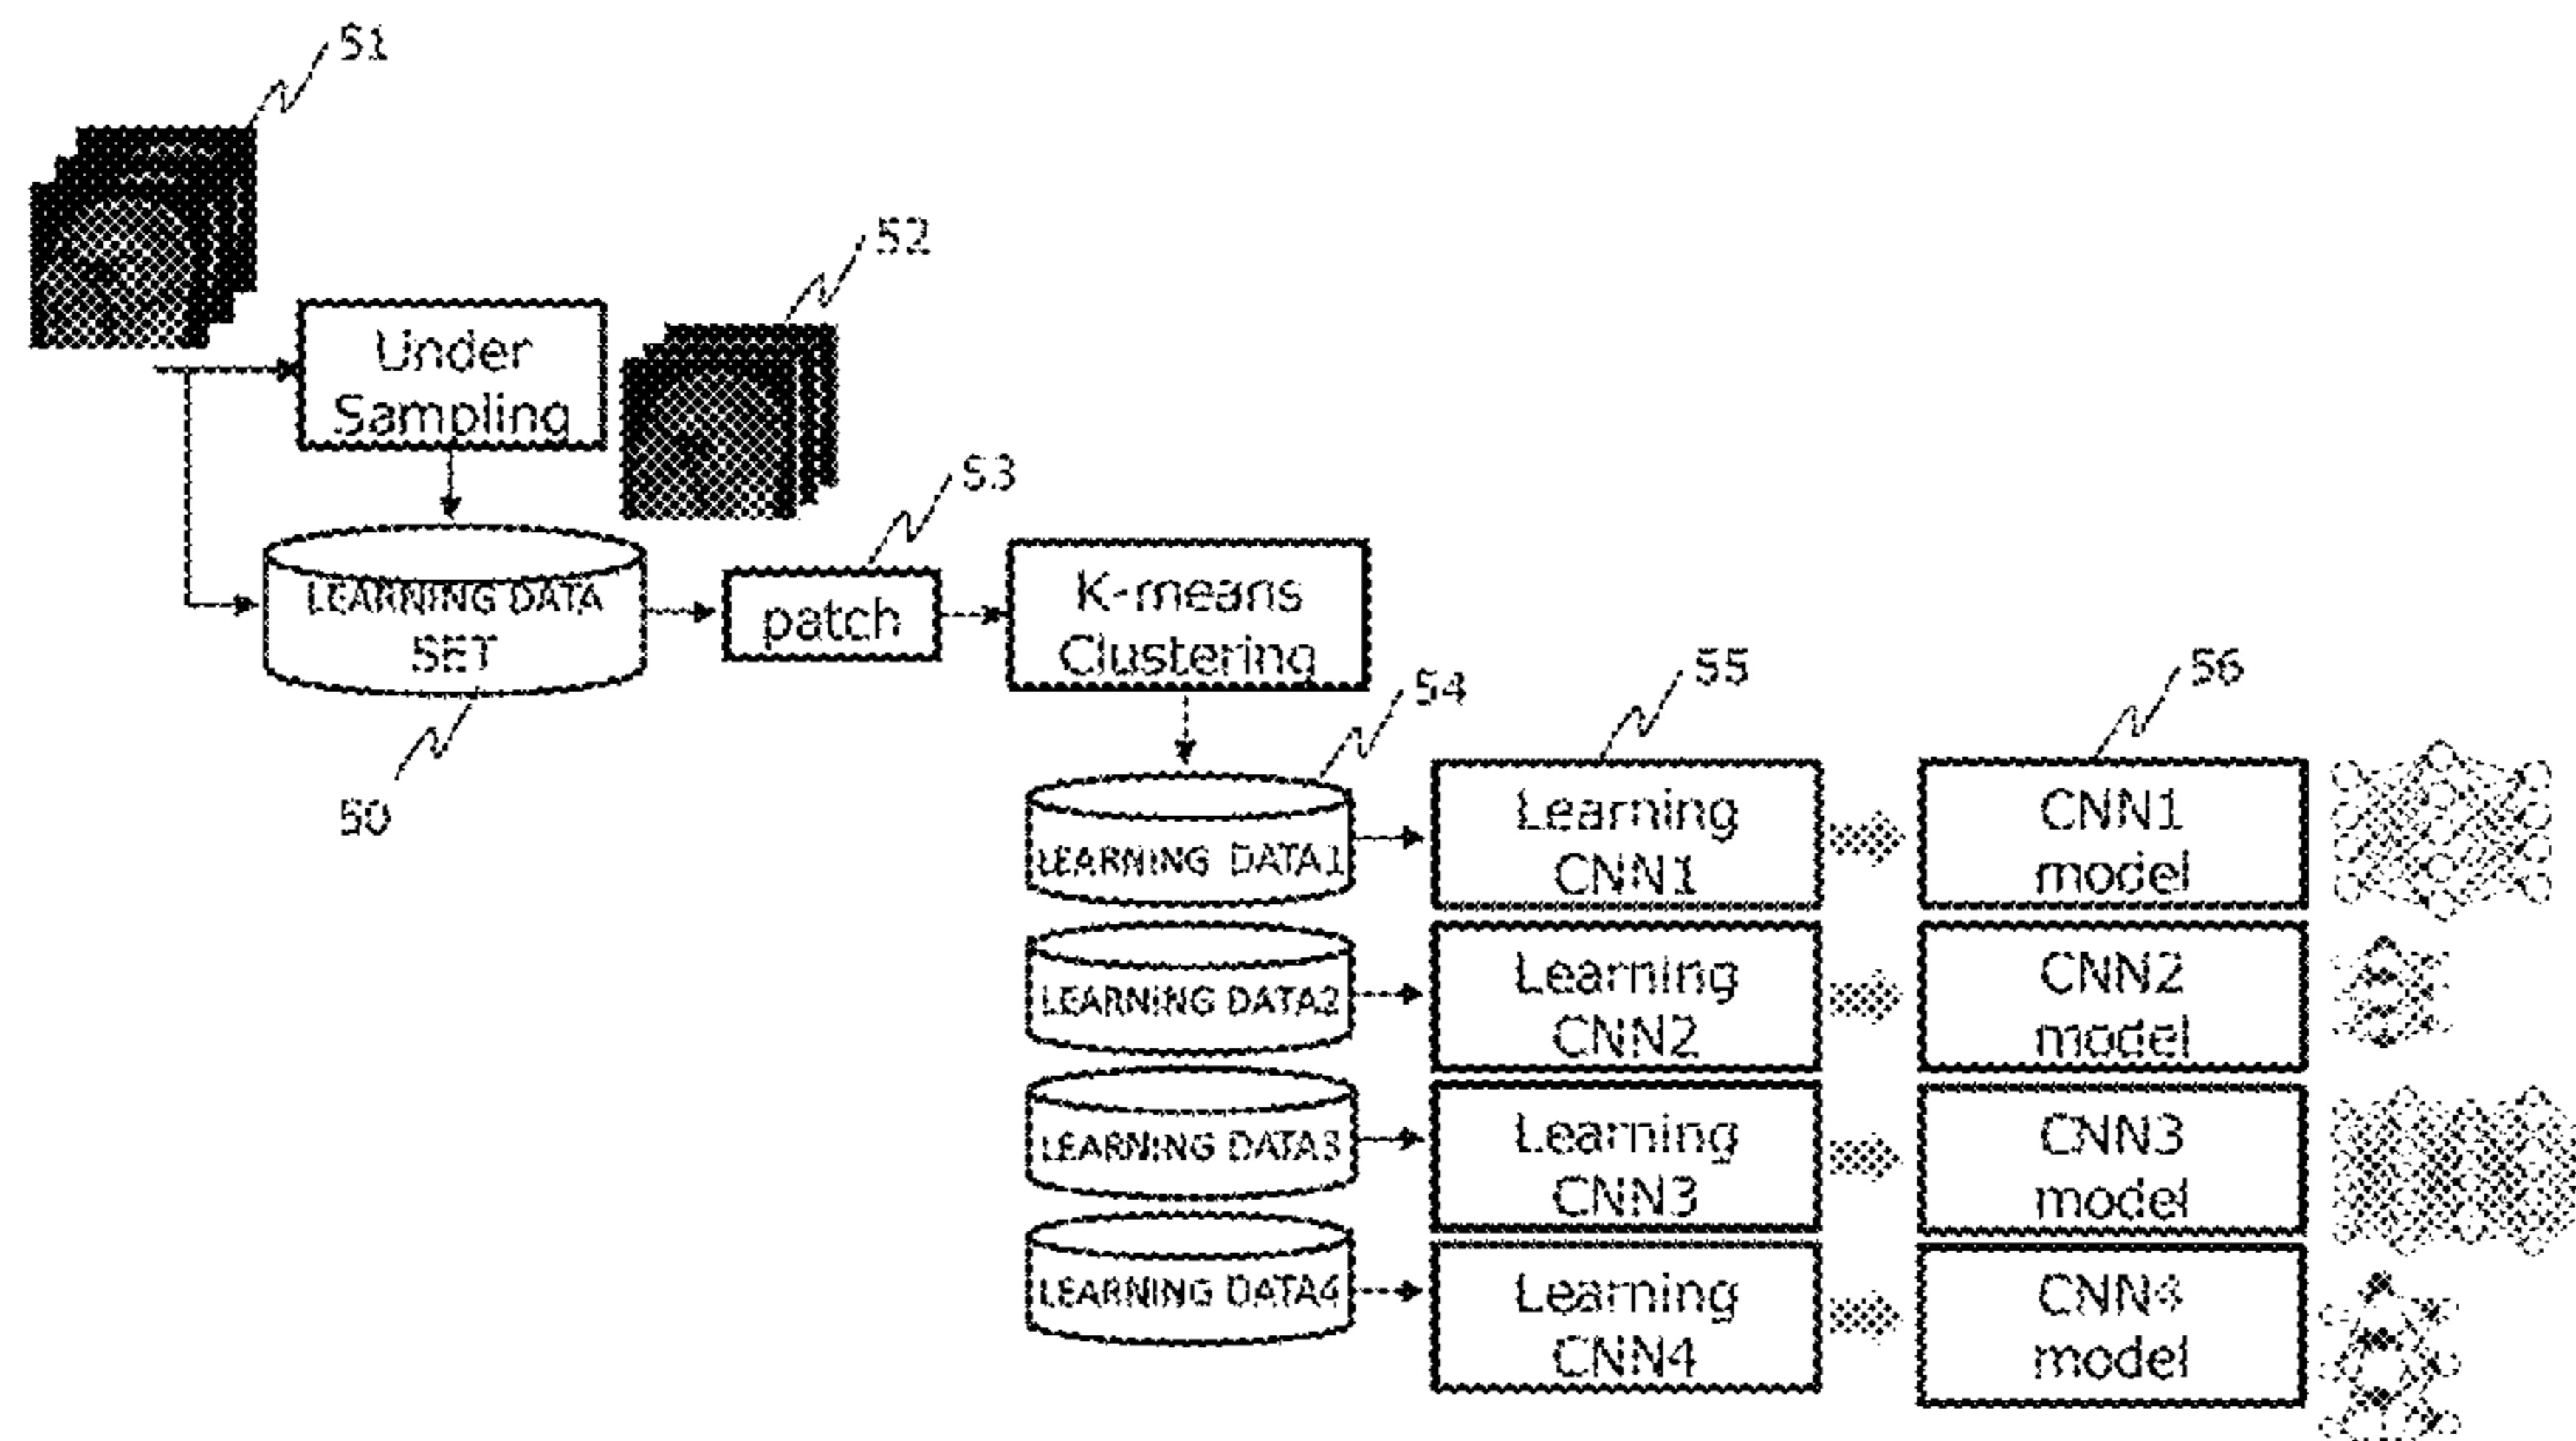 51
52
Under
Sampling
53
LEARNING DATA
SET
patch
K-means
Clustering
50
54
55
56
LEARNING DATA1
Learning
CNN1
CNN1
model
LEARNING DATA2
Learning
CNN2
CNN2
model
LEARNING DATA3
Learning
CNN3
CNN3
model
LEARNING DATA4
Learning
CNN4
CNN4
model